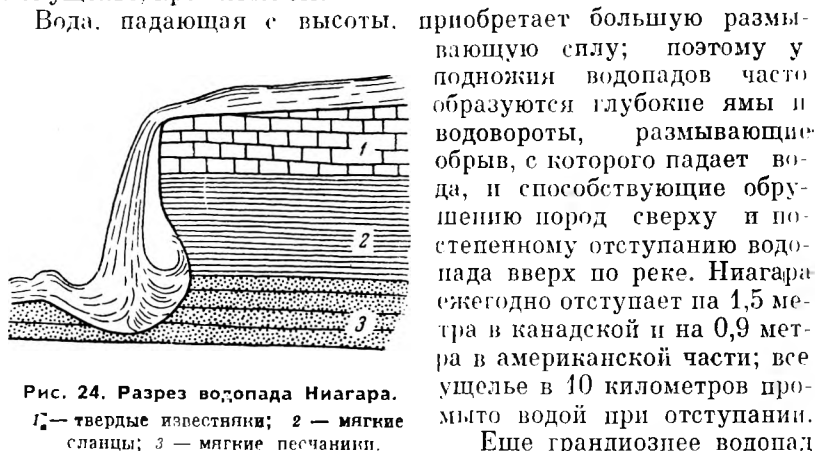 Вода, падающая с высоты, приобретает большую размы-
вающую силу; поэтому у
подножия водопадов часто
образуются глубокие ямы и
водовороты, размывающие
обрыв, с которого падает во-
да, и способствующие обру-
шению пород сверху и по-
степенному отступанию водо-
пада вверх по реке. Ниагара
ежегодно отступает на 1,5 ме-
тра в канадской и на 0,9 мет-
ра в американской части; все
ущелье в 10 километров про-
мыто водой при отступании.
Еще грандиознее водопад
1
2
3
Рис. 24. Разрез водопада Ниагара.
1 — твердые известняки; 2 — мягкие
сланцы; 3 — мягкие песчаники.